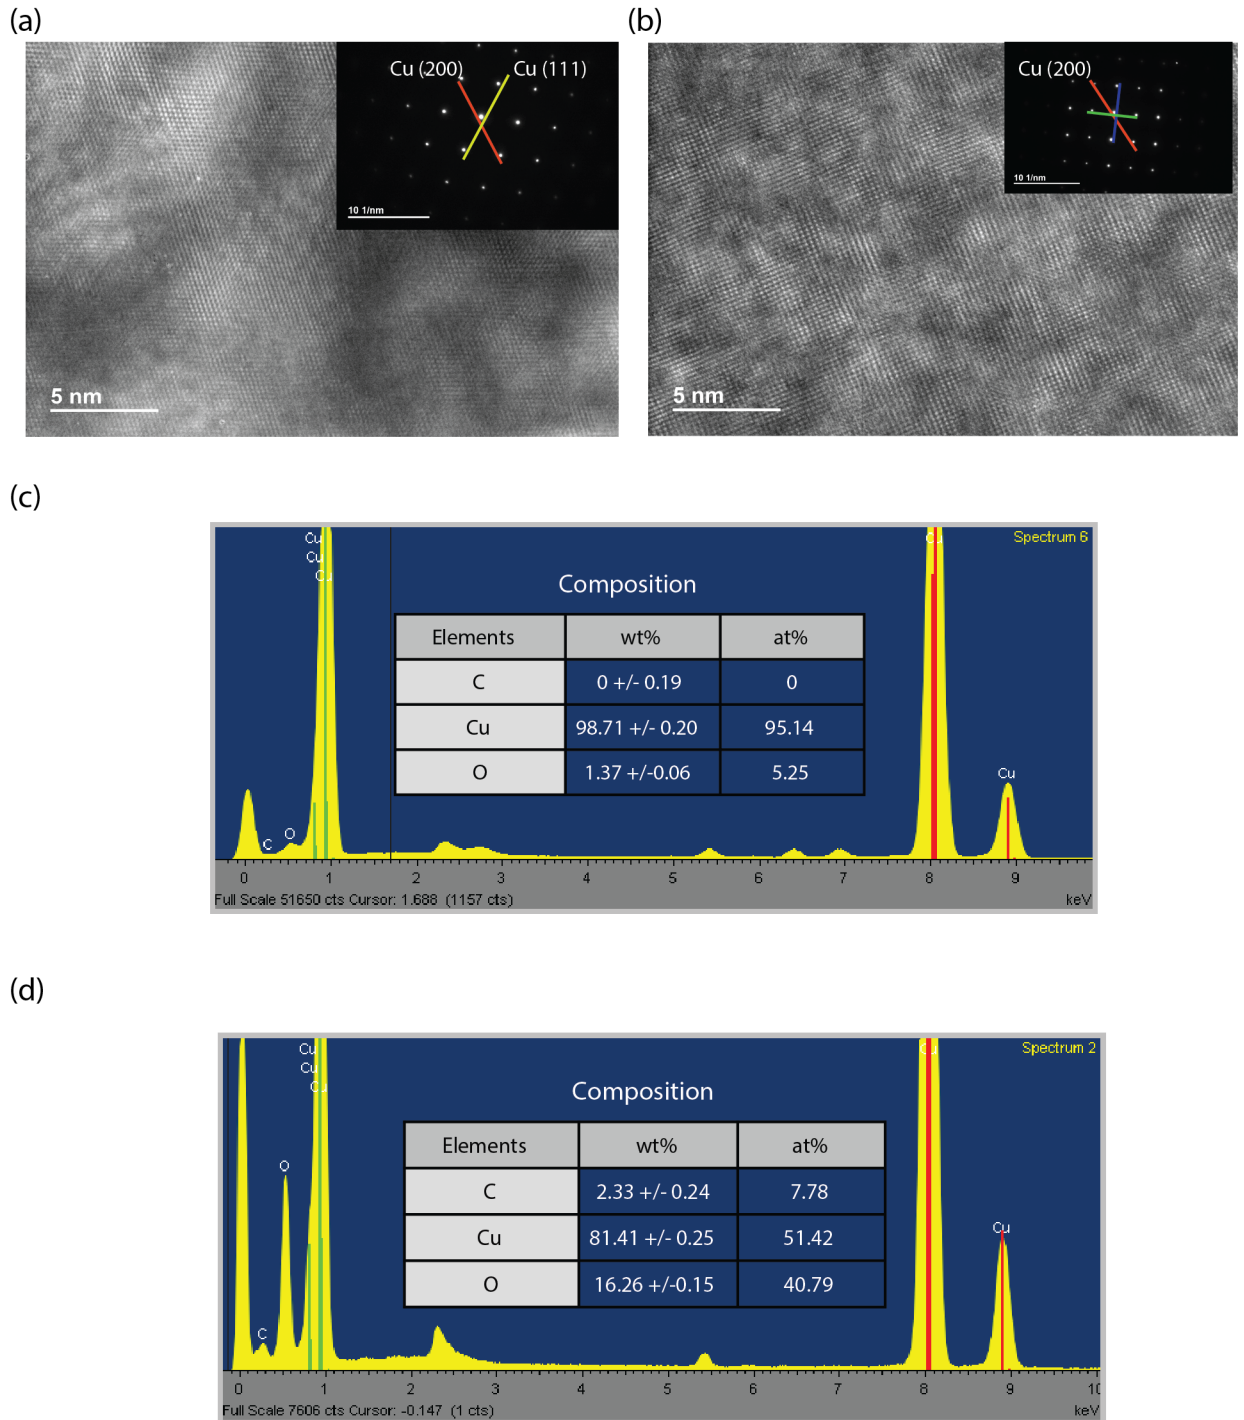 (a)
(b)
Cu (200)
Cu (111)
10 1/nm
5 nm
Cu (200)
10 1/nm
5 nm
(c)
Cu
Cu
Cu
Cu
Spectrum 6
Composition
Elements wt% at%
C 0 +/- 0.19 0
Cu 98.71 +/- 0.20 95.14
O 1.37 +/-0.06 5.25
Cu
C
O
0 1 2 3 4 5 6 7 8 9
Full Scale 51650 cts Cursor: 1.688 (1157 cts)
keV
(d)
Cu
Cu
Cu
Cu
Spectrum 2
Composition
Elements wt% at%
C 2.33 +/- 0.24 7.78
Cu 81.41 +/- 0.25 51.42
O 16.26 +/-0.15 40.79
O
Cu
C
0 1 2 3 4 5 6 7 8 9 10
Full Scale 7606 cts Cursor: -0.147 (1 cts)
keV